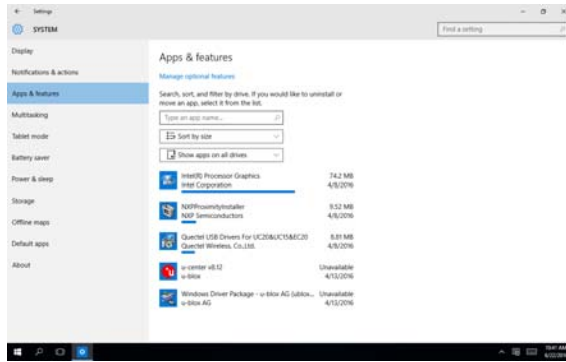 Settings
SYSTEM
Find a setting
Display
Notifications & actions
Apps & features
Multitasking
Tablet mode
Battery saver
Power & sleep
Storage
Offline maps
Default apps
About
Apps & features
Manage optional features
Search, sort, and filter by drive. If you would like to uninstall or
move an app, select it from the list.
Type an app name...
Sort by size
Show apps on all drives
Intel(R) Processor Graphics 74.2 MB
Intel Corporation 4/8/2016
NXPProximityInstaller 9.52 MB
NXP Semiconductors 4/8/2016
Quectel USB Drivers For UC20&UC15&EC20 8.81 MB
Quectel Wireless, Co.,Ltd. 4/8/2016
u-center v8.12 Unavailable
u-blox 4/13/2016
Windows Driver Package - u-blox AG (ublox... Unavailable
u-blox AG 4/13/2016
10:41 AM